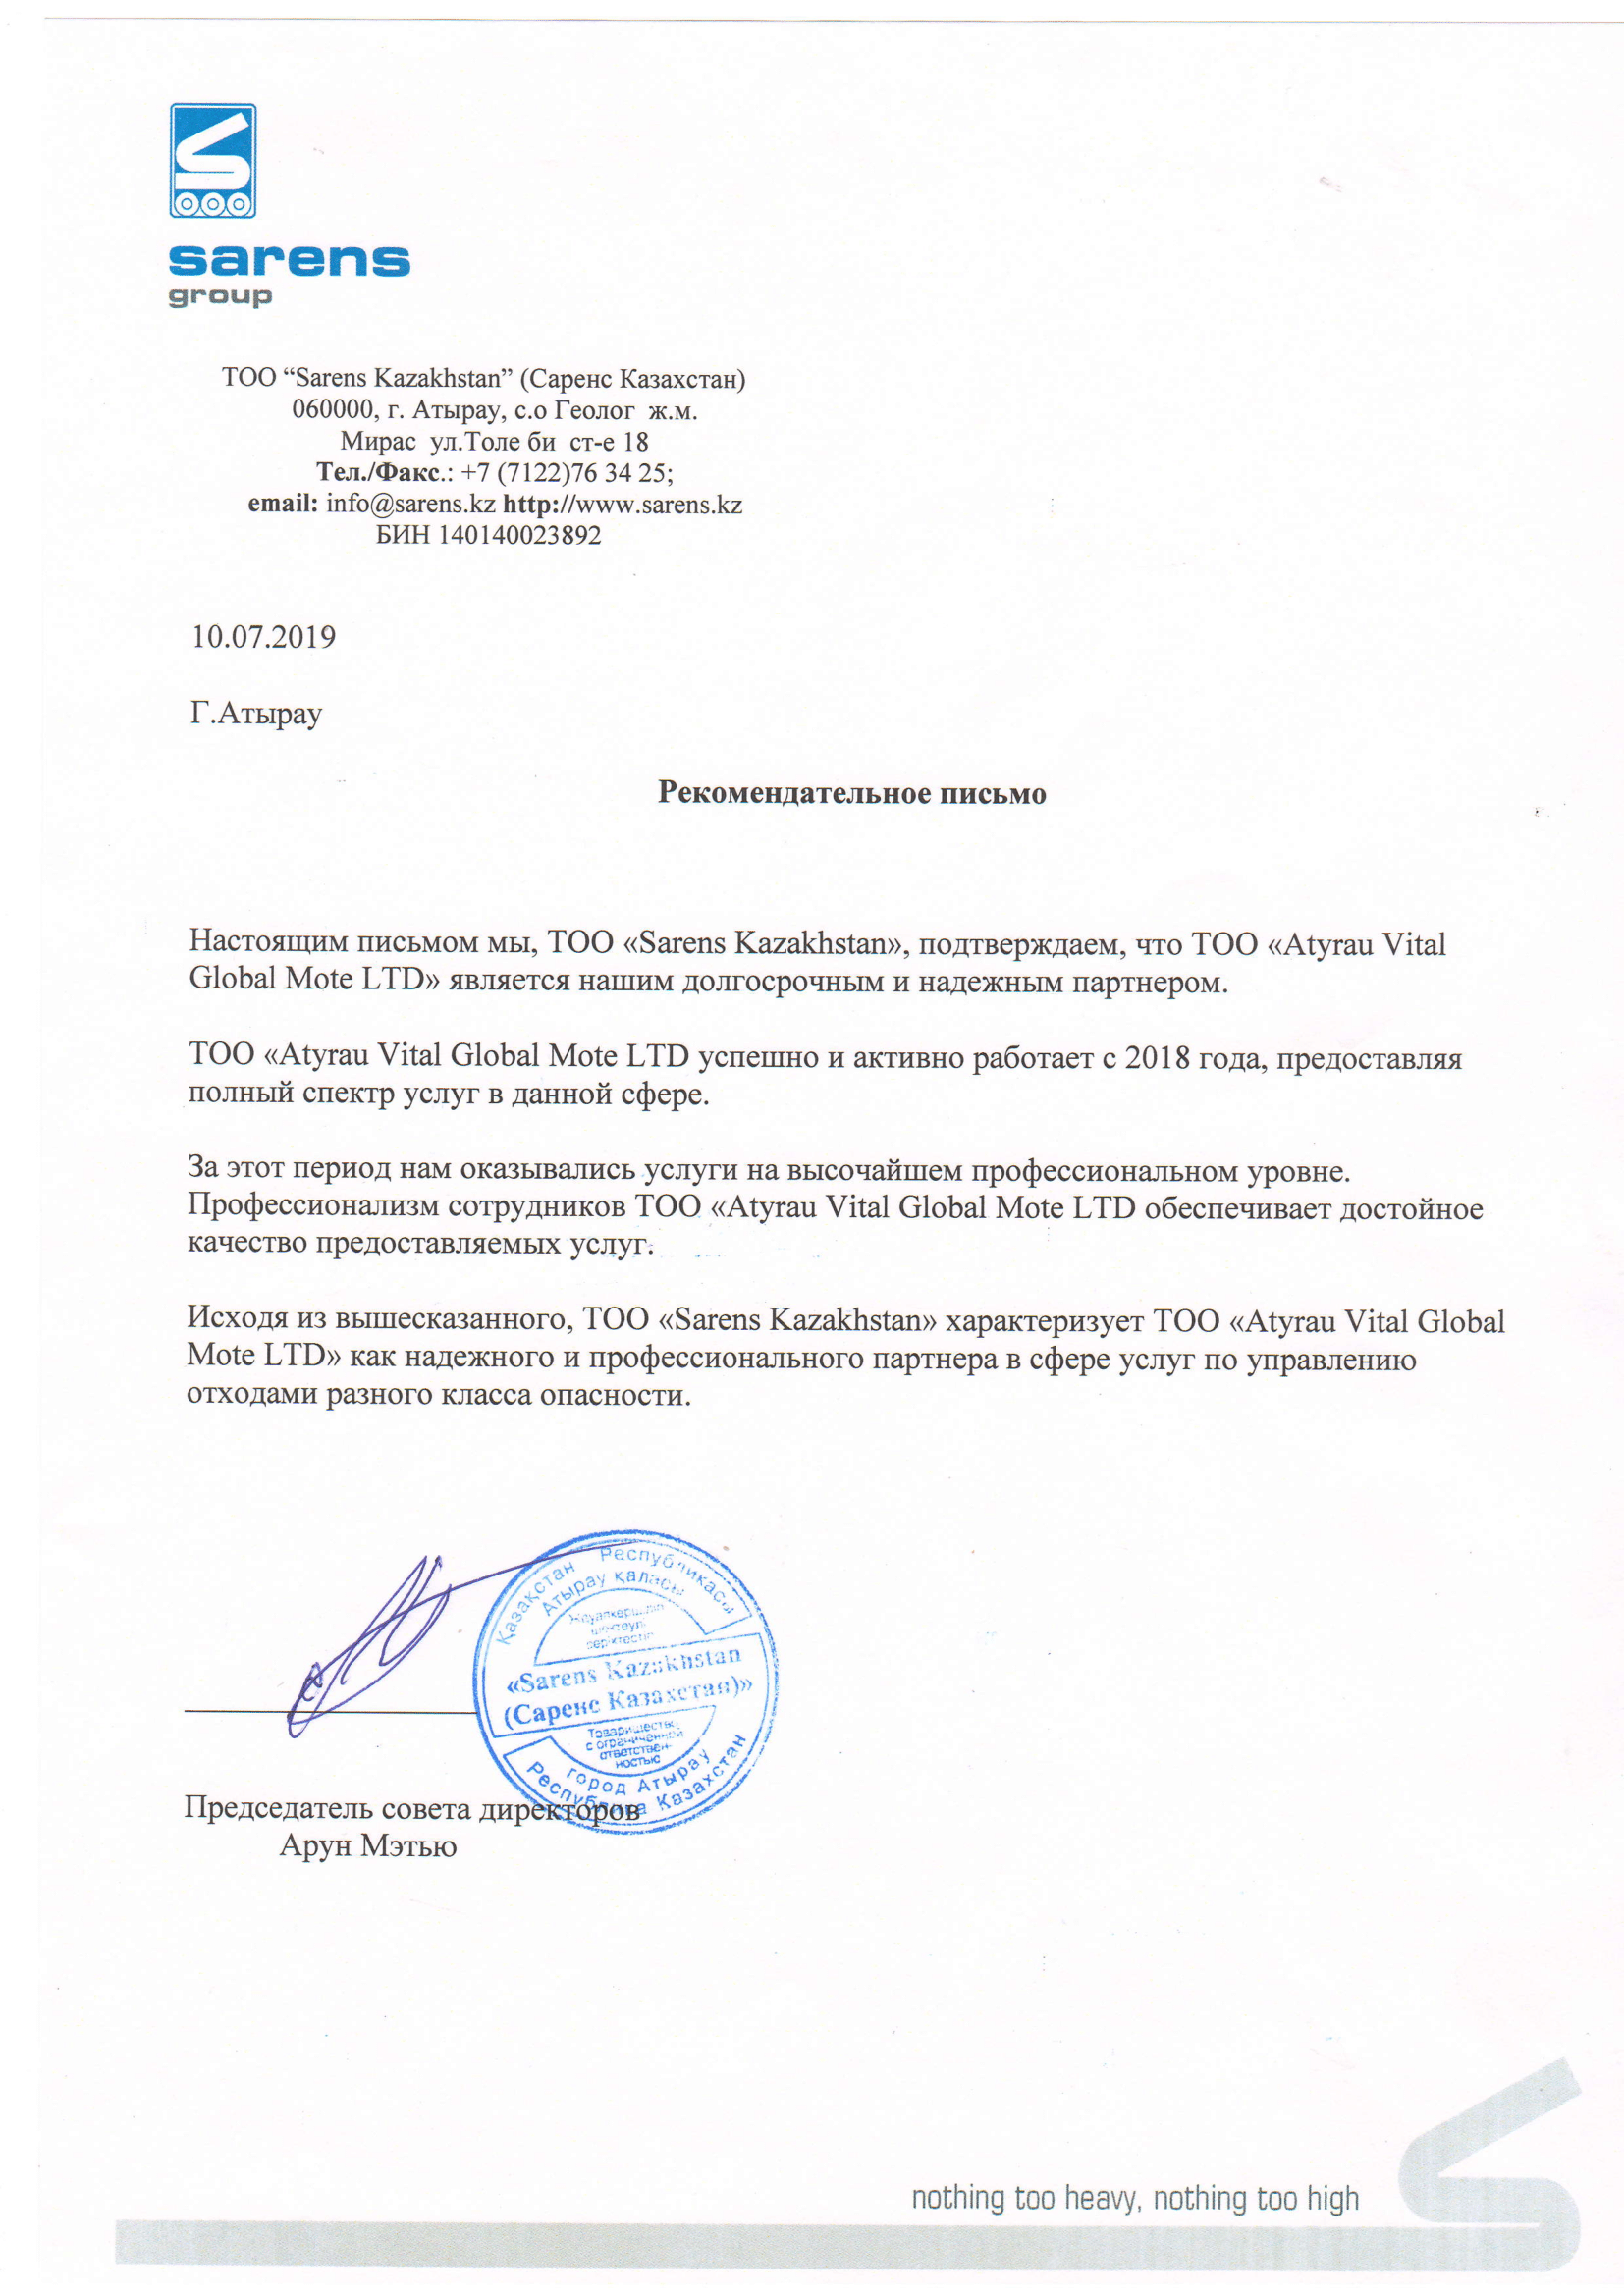 sarens
group
ТОО “Sarens Kazakhstan” (Саренс Казахстан)
060000, г. Атырау, с.о Геолог ж.м.
Мирас ул.Толе би ст-е 18
Тел./Факс.: +7 (7122)76 34 25;
email: info@sarens.kz http://www.sarens.kz
БИН 140140023892
10.07.2019
Г.Атырау
Рекомендательное письмо
Настоящим письмом мы, ТОО «Sarens Kazakhstan», подтверждаем, что ТОО «Atyrau Vital
Global Mote LTD» является нашим долгосрочным и надежным партнером.
ТОО «Atyrau Vital Global Mote LTD успешно и активно работает с 2018 года, предоставляя
полный спектр услуг в данной сфере.
За этот период нам оказывались услуги на высочайшем профессиональном уровне.
Профессионализм сотрудников ТОО «Atyrau Vital Global Mote LTD обеспечивает достойное
качество предоставляемых услуг.
Исходя из вышесказанного, ТОО «Sarens Kazakhstan» характеризует ТОО «Atyrau Vital Global
Mote LTD» как надежного и профессионального партнера в сфере услуг по управлению
отходами разного класса опасности.
Қазақстан Республикасы
Атырау қаласы
«Sarens Kazakhstan
(Саренс Казахстан)»
Товарищество
с ограниченной
ответствен-
ностью
город Атырау
Республика Казахстан
Председатель совета директоров
Арун Мэтью
nothing too heavy, nothing too high